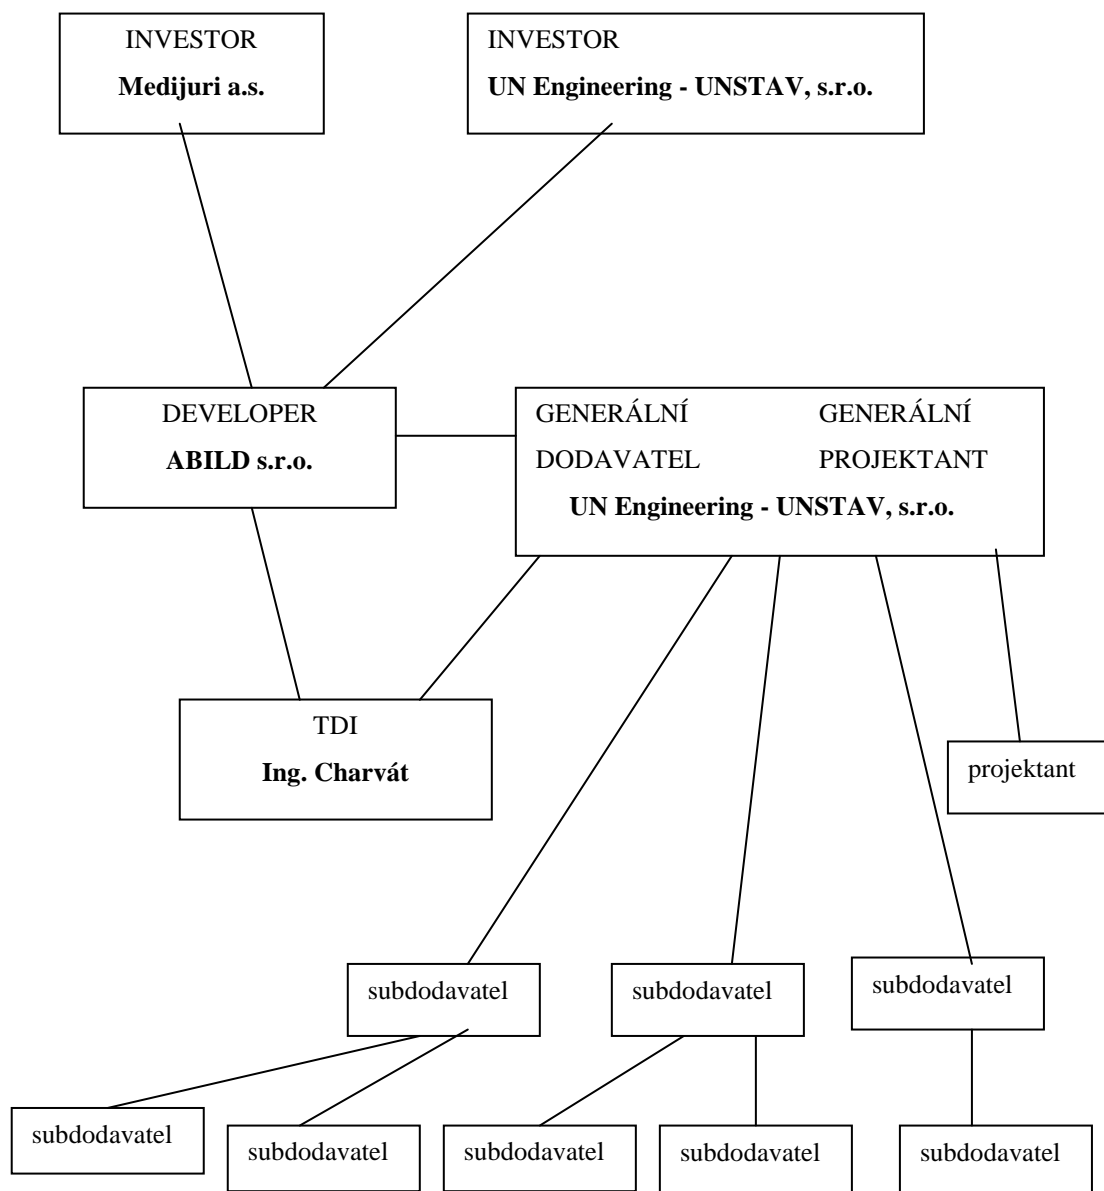 INVESTOR
Medijuri a.s.
INVESTOR
UN Engineering - UNSTAV, s.r.o.
DEVELOPER
ABILD s.r.o.
GENERÁLNÍ GENERÁLNÍ
DODAVATEL PROJEKTANT
UN Engineering - UNSTAV, s.r.o.
TDI
Ing. Charvát
projektant
subdodavatel
subdodavatel
subdodavatel
subdodavatel
subdodavatel
subdodavatel
subdodavatel
subdodavatel